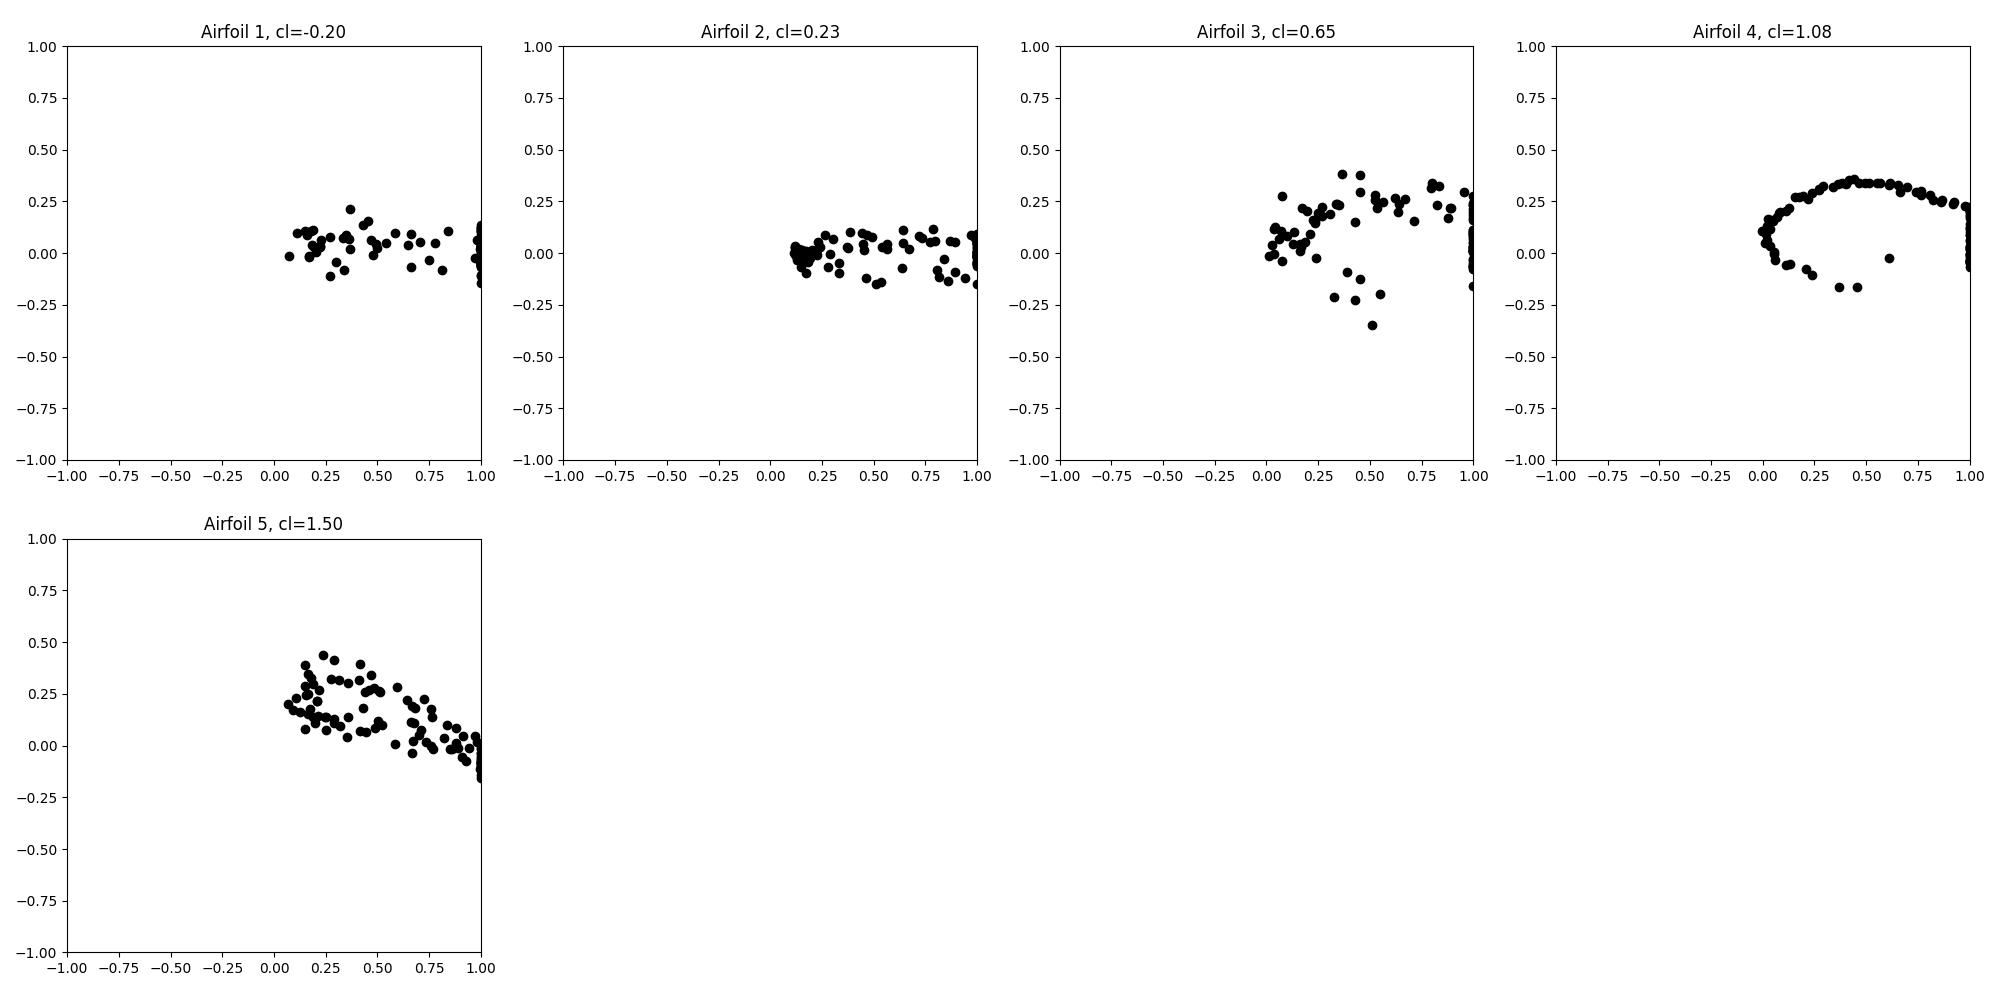 Airfoil 1, cl=-0.20
Airfoil 2, cl=0.23
Airfoil 3, cl=0.65
Airfoil 4, cl=1.08
1.00 1.00 1.00 1.00
0.75 0.75 0.75 0.75
0.50 0.50 0.50 0.50
0.25 0.25 0.25 0.25
0.00 0.00 0.00 0.00
−0.25 −0.25 −0.25 −0.25
−0.50 −0.50 −0.50 −0.50
−0.75 −0.75 −0.75 −0.75
−1.00 −1.00 −1.00 −1.00
−1.00 −0.75 −0.50 −0.25 0.00 0.25 0.50 0.75 1.00
−1.00 −0.75 −0.50 −0.25 0.00 0.25 0.50 0.75 1.00
−1.00 −0.75 −0.50 −0.25 0.00 0.25 0.50 0.75 1.00
−1.00 −0.75 −0.50 −0.25 0.00 0.25 0.50 0.75 1.00
Airfoil 5, cl=1.50
1.00
0.75
0.50
0.25
0.00
−0.25
−0.50
−0.75
−1.00
−1.00 −0.75 −0.50 −0.25 0.00 0.25 0.50 0.75 1.00